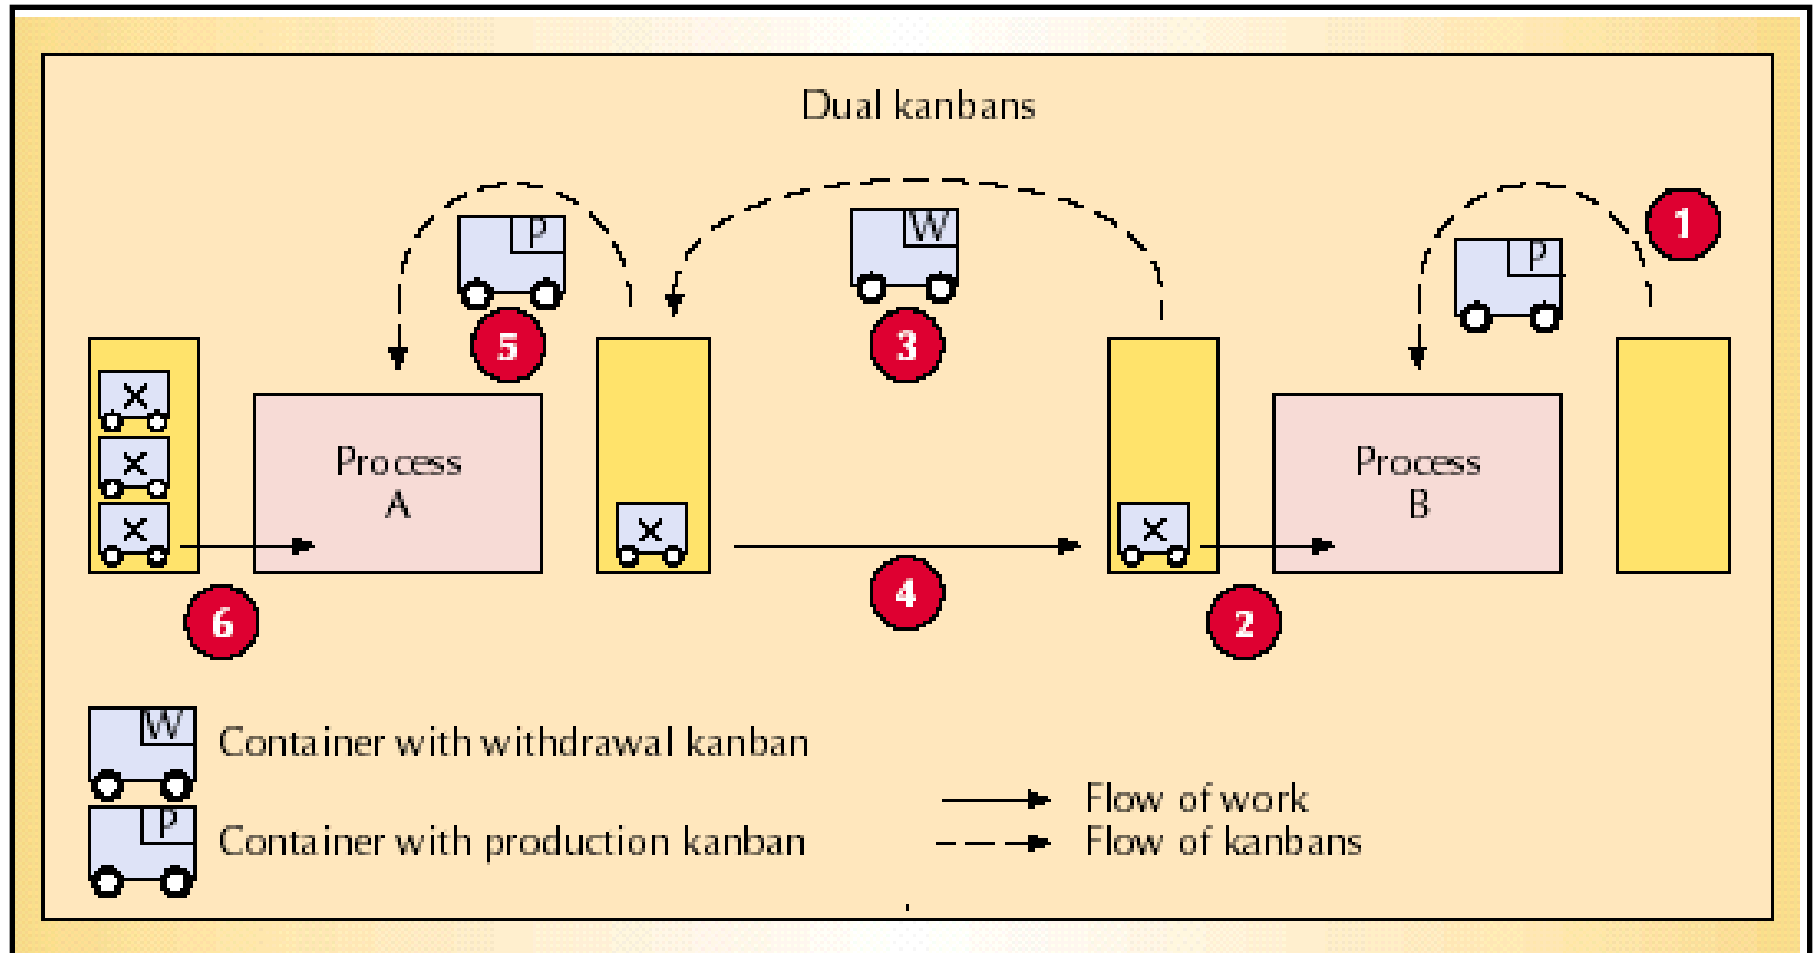 Dual kanbans
1
P
W
P
5
3
X
X
X
Process
A
X
X
Process
B
4
6
2
W
Container with withdrawal kanban
P
Container with production kanban
Flow of work
Flow of kanbans